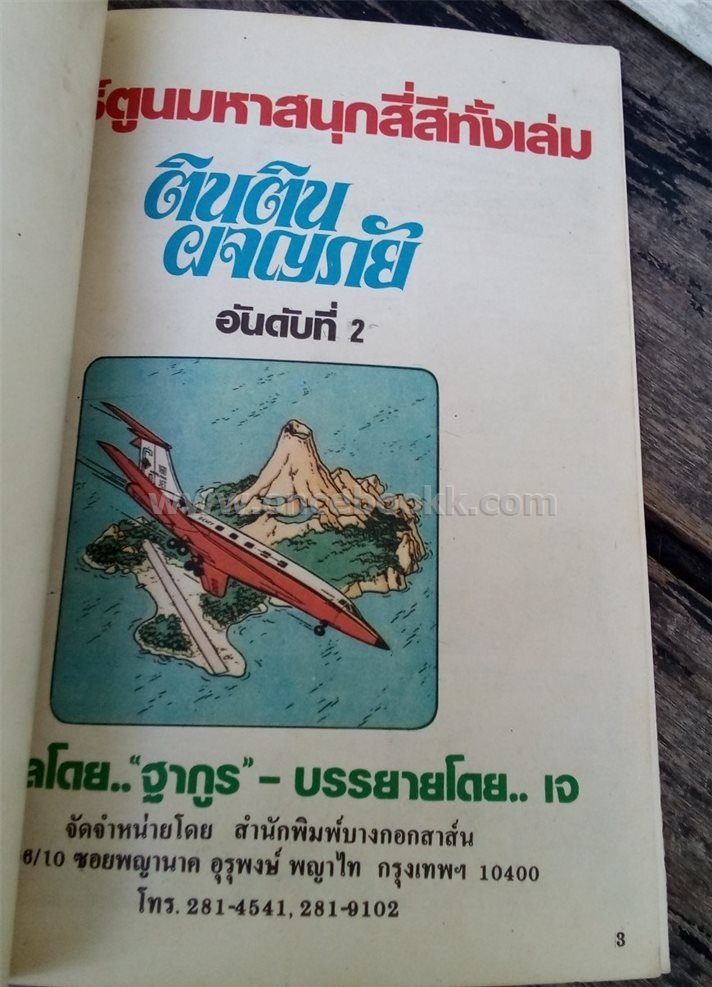 ร์ตูนมหาสนุกสี่สีทั้งเล่ม
ตินติน
ผจญภัย
อันดับที่ 2
www.onceebookk.com
ลโดย.. "ฐากูร" – บรรยายโดย.. เจ
จัดจำหน่ายโดย สำนักพิมพ์บางกอกสาส์น
6/10 ซอยพญานาค อุรุพงษ์ พญาไท กรุงเทพฯ 10400
โทร. 281-4541, 281-9102
3